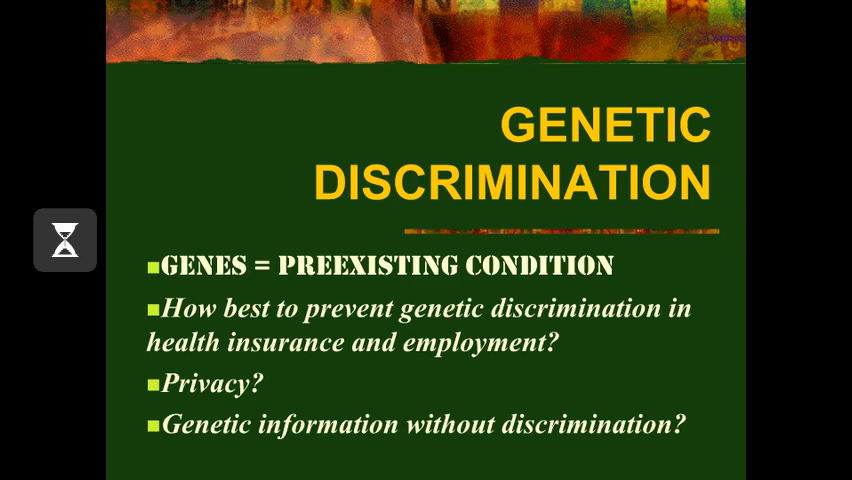 GENETIC
DISCRIMINATION
GENES = PREEXISTING CONDITION
How best to prevent genetic discrimination in
health insurance and employment?
Privacy?
Genetic information without discrimination?